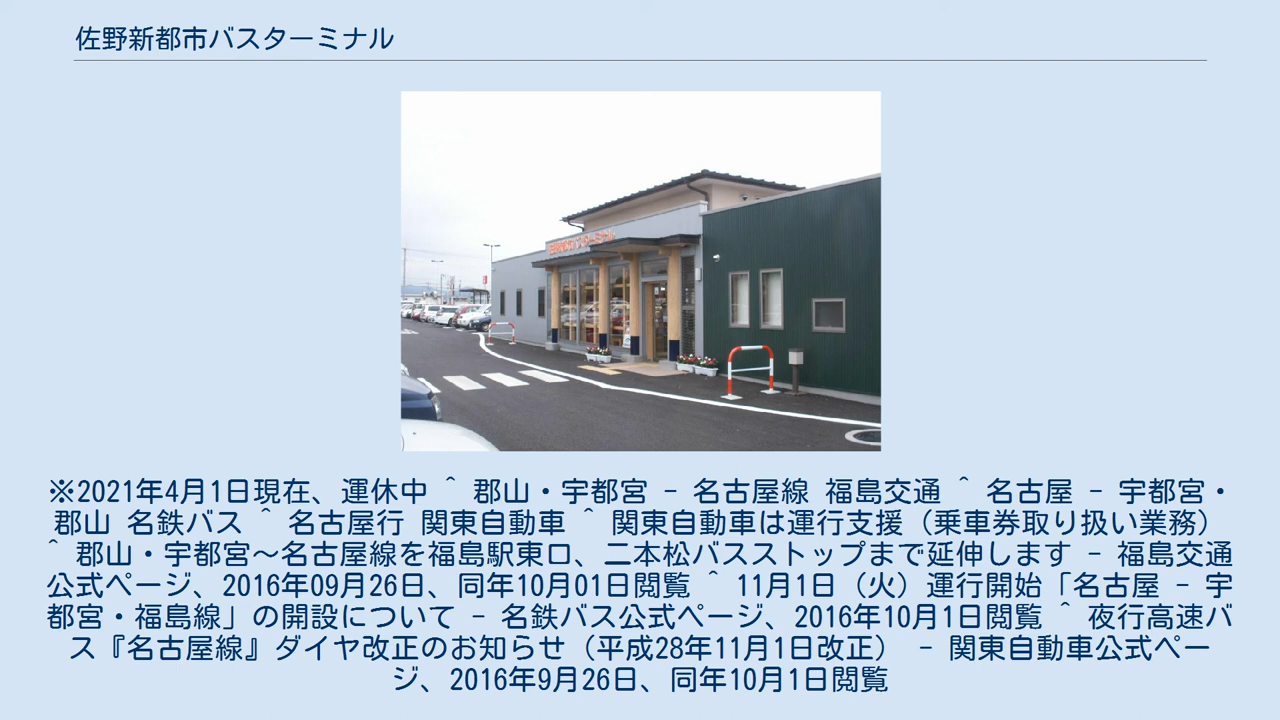 佐野新都市バスターミナル
佐野新都市バスターミナル
※2021年4月1日現在、運休中 ^ 郡山・宇都宮 - 名古屋線 福島交通 ^ 名古屋 - 宇都宮・
郡山 名鉄バス ^ 名古屋行 関東自動車 ^ 関東自動車は運行支援（乗車券取り扱い業務）
^ 郡山・宇都宮～名古屋線を福島駅東口、二本松バスストップまで延伸します - 福島交通
公式ページ、2016年09月26日、同年10月01日閲覧 ^ 11月1日（火）運行開始「名古屋 - 宇
都宮・福島線」の開設について - 名鉄バス公式ページ、2016年10月1日閲覧 ^ 夜行高速バ
ス『名古屋線』ダイヤ改正のお知らせ（平成28年11月1日改正） - 関東自動車公式ペー
ジ、2016年9月26日、同年10月1日閲覧